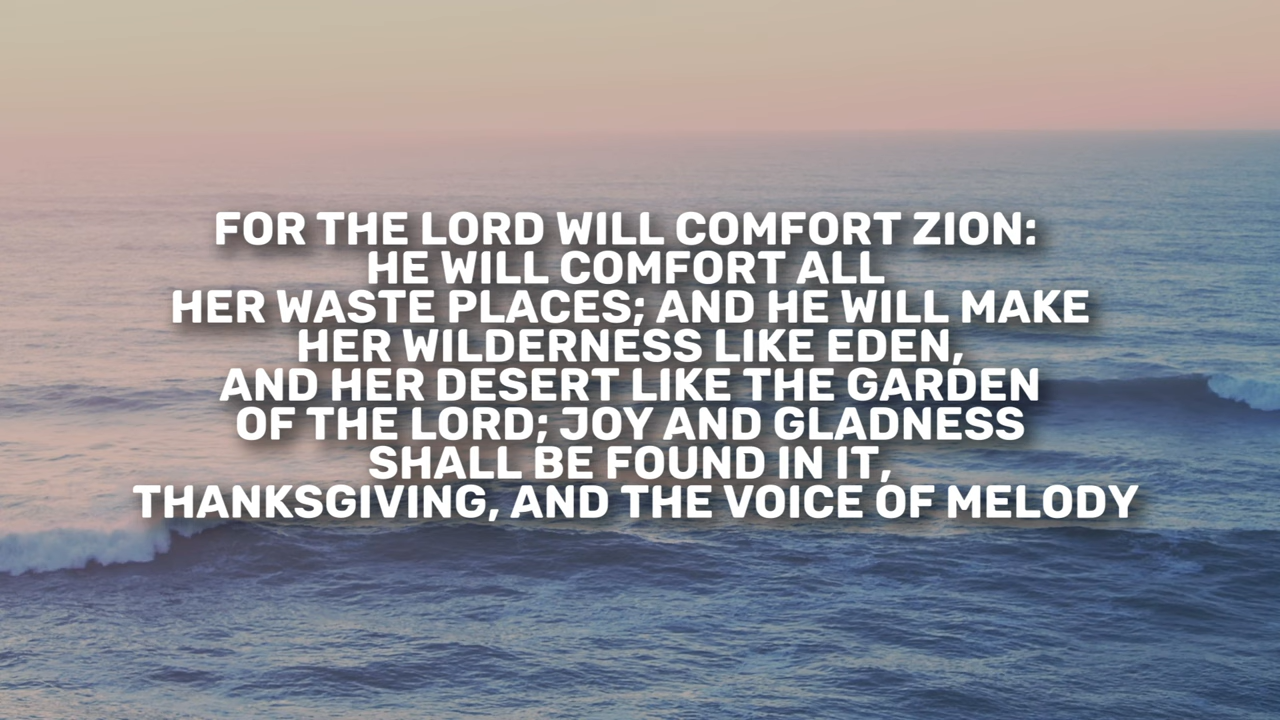 FOR THE LORD WILL COMFORT ZION:
HE WILL COMFORT ALL
HER WASTE PLACES; AND HE WILL MAKE
HER WILDERNESS LIKE EDEN,
AND HER DESERT LIKE THE GARDEN
OF THE LORD; JOY AND GLADNESS
SHALL BE FOUND IN IT,
THANKSGIVING, AND THE VOICE OF MELODY